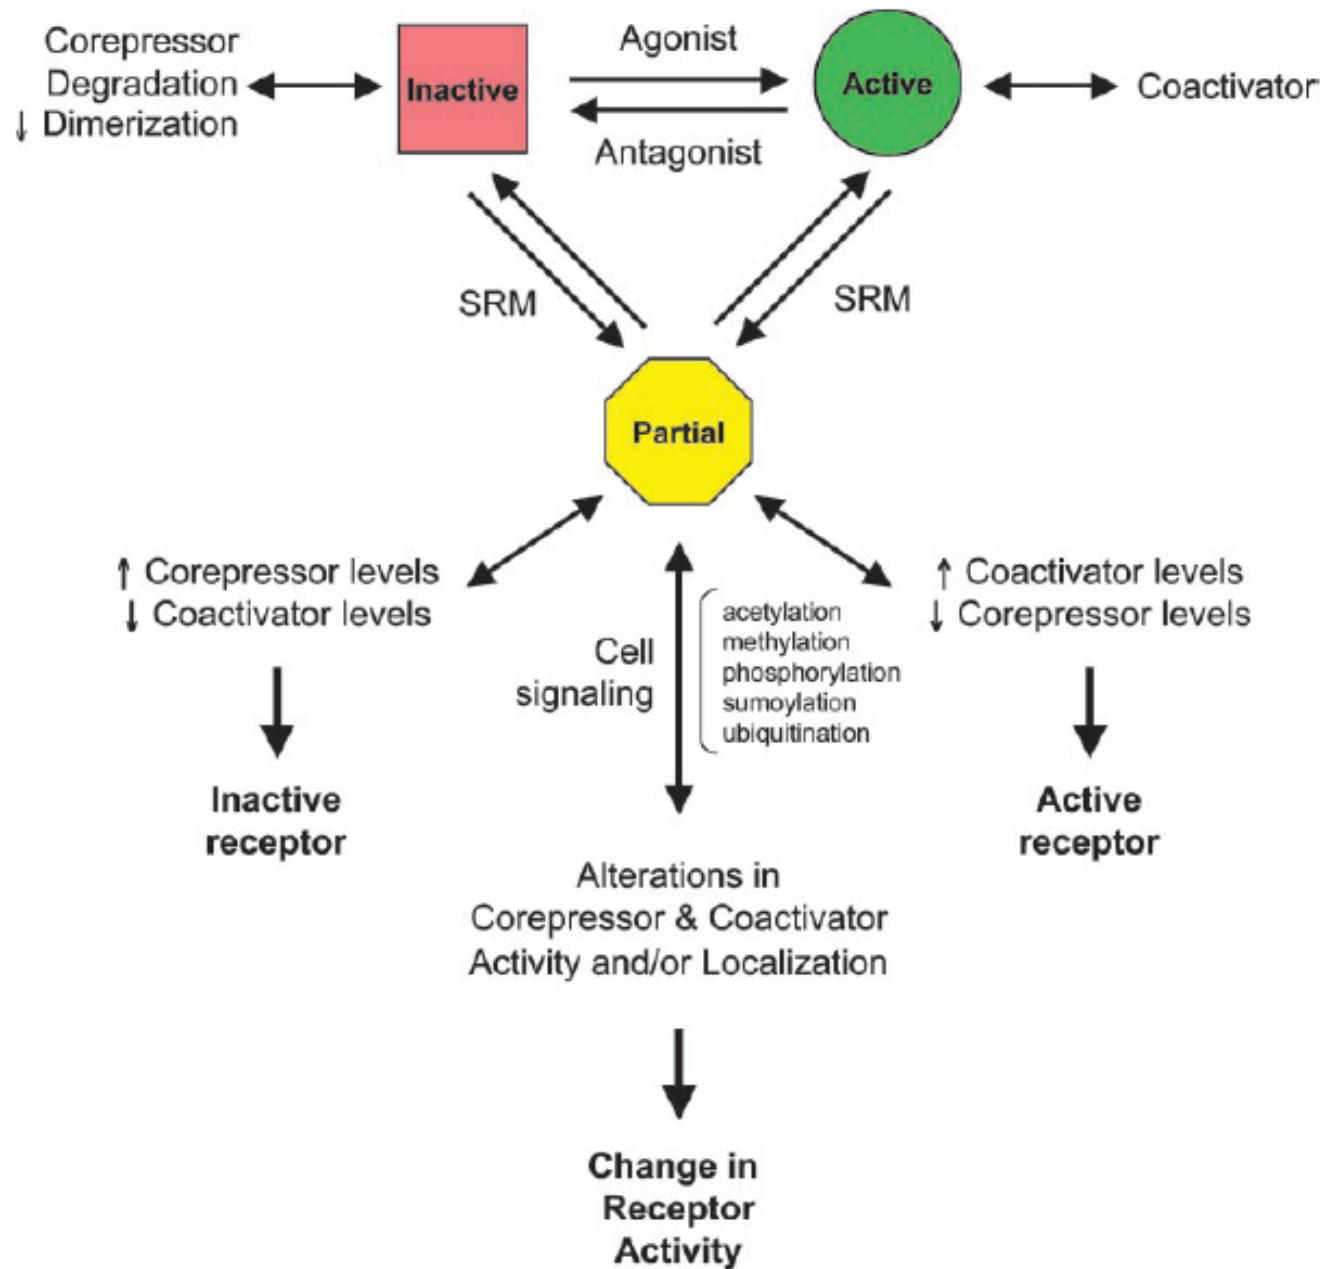 Corepressor
Degradation
↓ Dimerization
Inactive
Agonist
Antagonist
Active
Coactivator
SRM
SRM
Partial
↑ Corepressor levels
↓ Coactivator levels
Inactive
receptor
Cell
signaling
acetylation
methylation
phosphorylation
sumoylation
ubiquitination
↑ Coactivator levels
↓ Corepressor levels
Active
receptor
Alterations in
Corepressor & Coactivator
Activity and/or Localization
Change in
Receptor
Activity